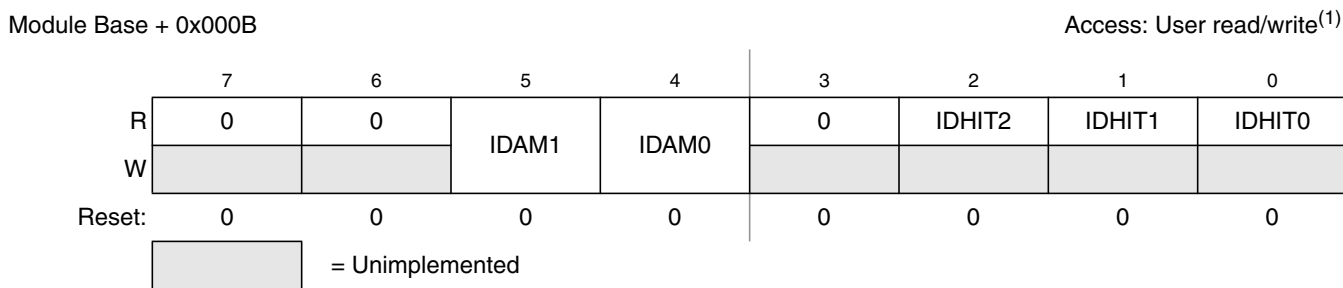 Module Base + 0x000B Access: User read/write(1)
7 6 5 4 3 2 1 0
R 0 0 IDAM1 IDAM0 0 IDHIT2 IDHIT1 IDHIT0
W
Reset: 0 0 0 0 0 0 0 0
= Unimplemented